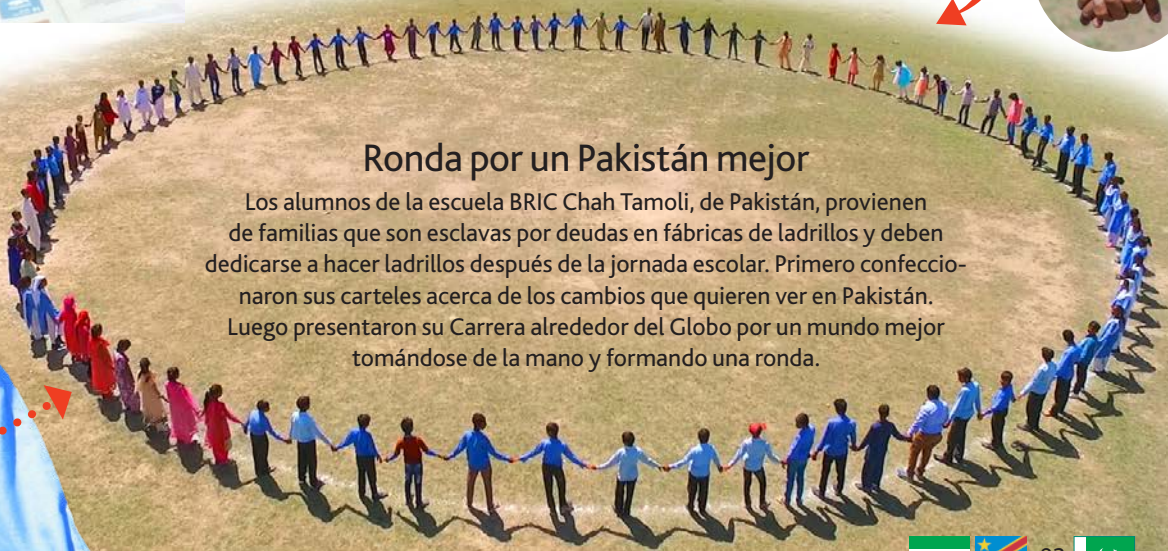 Ronda por un Pakistán mejor
Los alumnos de la escuela BRIC Chah Tamoli, de Pakistán, provienen
de familias que son esclavas por deudas en fábricas de ladrillos y deben
dedicarse a hacer ladrillos después de la jornada escolar. Primero confeccio-
naron sus carteles acerca de los cambios que quieren ver en Pakistán.
Luego presentaron su Carrera alrededor del Globo por un mundo mejor
tomándose de la mano y formando una ronda.